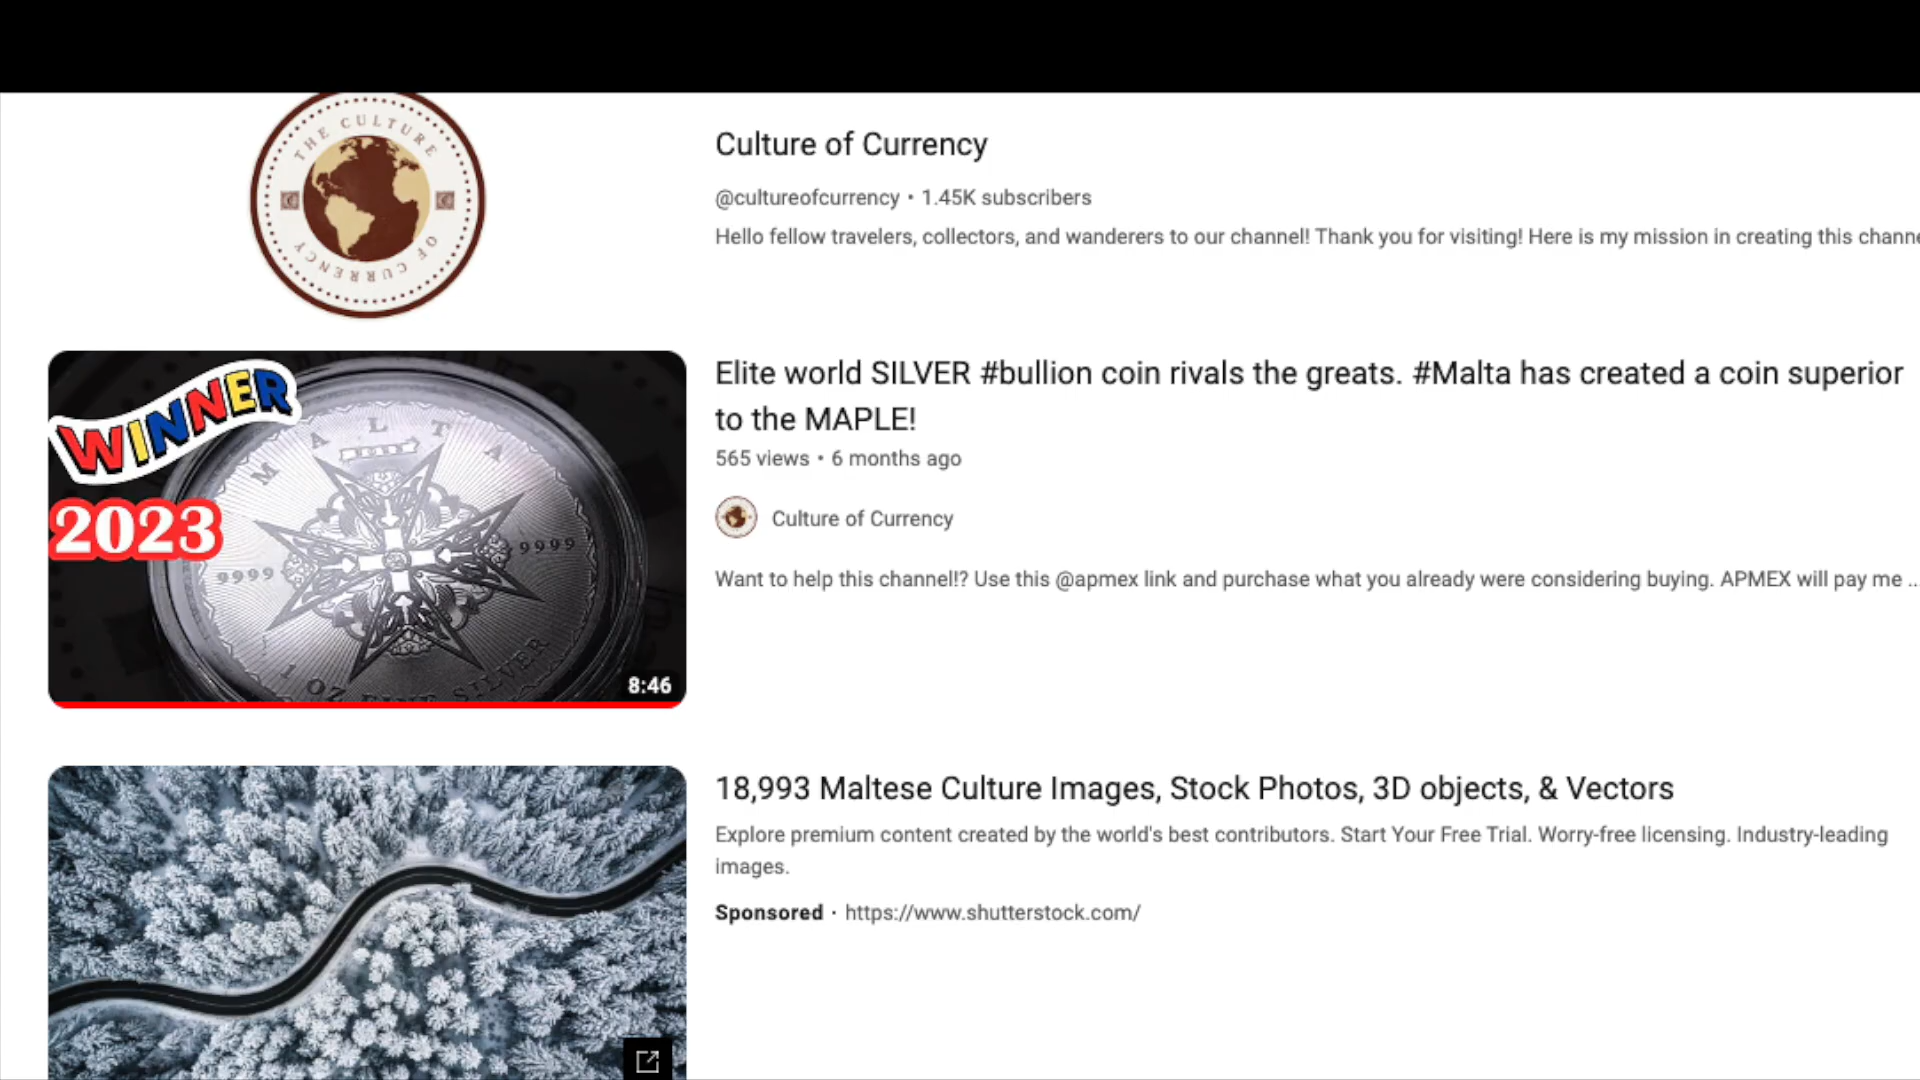 THE CULTURE
OF CURRENCY
Culture of Currency
@cultureofcurrency • 1.45K subscribers
Hello fellow travelers, collectors, and wanderers to our channel! Thank you for visiting! Here is my mission in creating this channe
WINNER
2023
MALTA
9999
9999
1 OZ FINE SILVER
8:46
Elite world SILVER #bullion coin rivals the greats. #Malta has created a coin superior
to the MAPLE!
565 views • 6 months ago
Culture of Currency
Want to help this channel!? Use this @apmex link and purchase what you already were considering buying. APMEX will pay me ...
18,993 Maltese Culture Images, Stock Photos, 3D objects, & Vectors
Explore premium content created by the world's best contributors. Start Your Free Trial. Worry-free licensing. Industry-leading
images.
Sponsored · https://www.shutterstock.com/